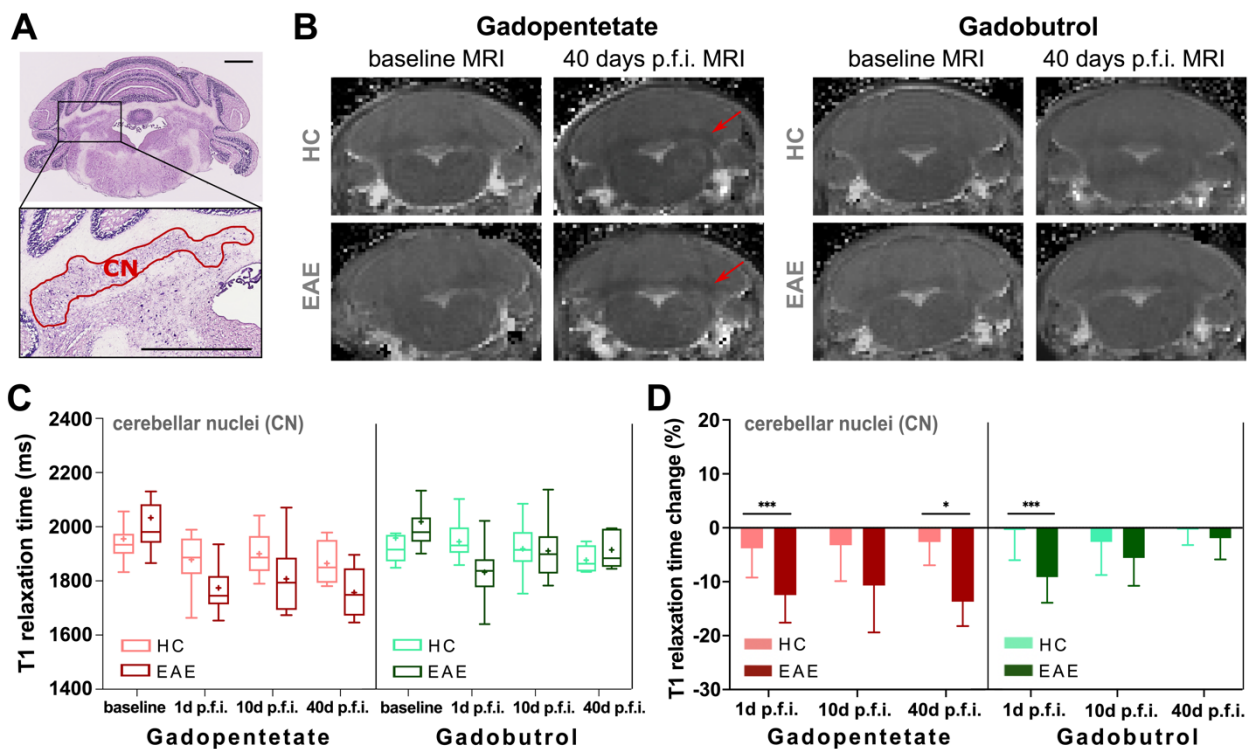 A
CN
B
Gadopentetate
Gadobutrol
baseline MRI
40 days p.f.i. MRI
baseline MRI
40 days p.f.i. MRI
HC
HC
EAE
EAE
C
T1 relaxation time (ms)
cerebellar nuclei (CN)
2400
2200
2000
1800
1600
1400
HC
EAE
HC
EAE
baseline 1d p.f.i. 10d p.f.i. 40d p.f.i. baseline 1d p.f.i. 10d p.f.i. 40d p.f.i.
Gadopentetate Gadobutrol
D
T1 relaxation time change (%)
cerebellar nuclei (CN)
20
10
0
-10
-20
-30
***
*
***
HC
EAE
HC
EAE
1d p.f.i. 10d p.f.i. 40d p.f.i. 1d p.f.i. 10d p.f.i. 40d p.f.i.
Gadopentetate Gadobutrol